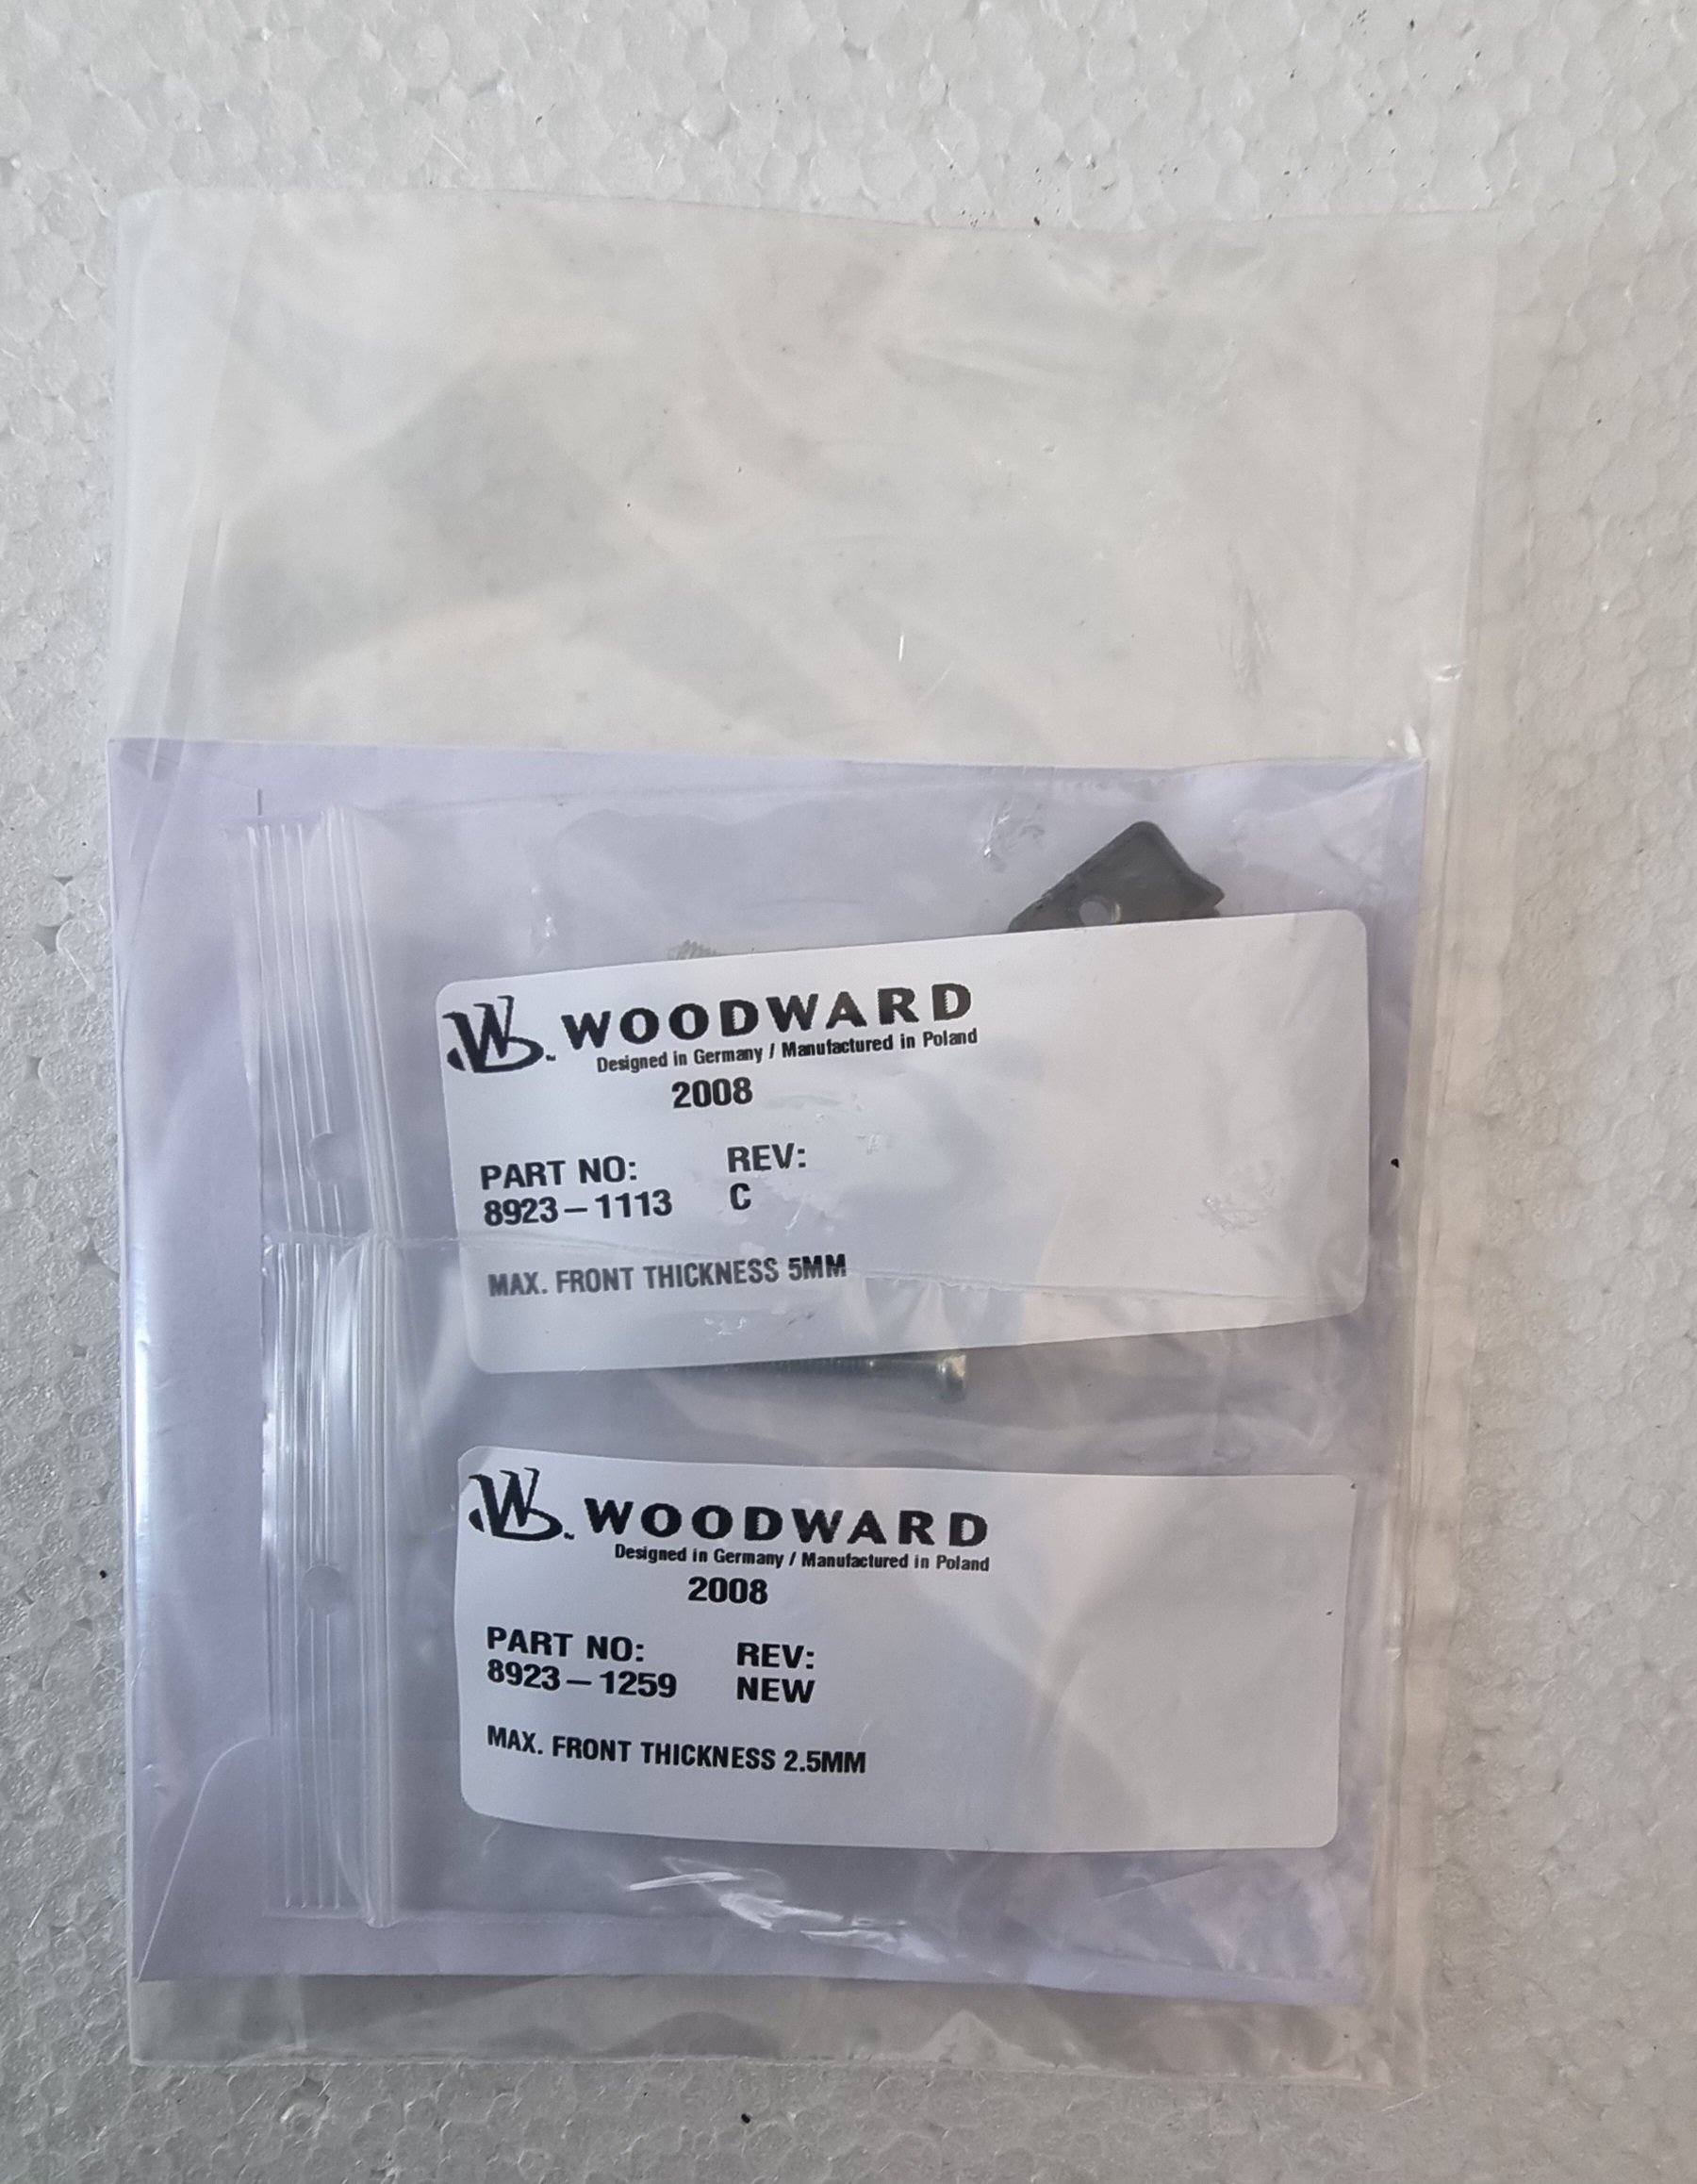 WOODWARD
Designed in Germany / Manufactured in Poland
2008
PART NO: REV:
8923-1113 C
MAX. FRONT THICKNESS 5MM
WOODWARD
Designed in Germany / Manufactured in Poland
2008
PART NO: REV:
8923-1259 NEW
MAX. FRONT THICKNESS 2.5MM